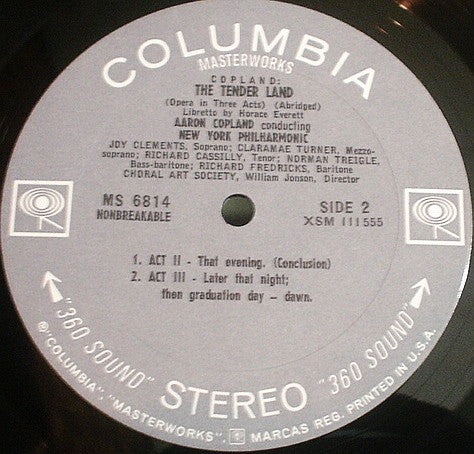 COLUMBIA
MASTERWORKS
COPLAND:
THE TENDER LAND
(Opera in Three Acts) (Abridged)
Libretto by Horace Everett
AARON COPLAND conducting
NEW YORK PHILHARMONIC
JOY CLEMENTS, Soprano; CLARAMAE TURNER, Mezzo-
soprano; RICHARD CASSILLY, Tenor; NORMAN TREIGLE,
Bass-baritone; RICHARD FREDRICKS, Baritone
CHORAL ART SOCIETY, William Jonson, Director
MS 6814
NONBREAKABLE
SIDE 2
XSM 111555
1. ACT II - That evening. (Conclusion)
2. ACT III - Later that night;
then graduation day - dawn.
"360 SOUND" STEREO "360 SOUND"
® "COLUMBIA", "MASTERWORKS", MARCAS REG. PRINTED IN U.S.A.